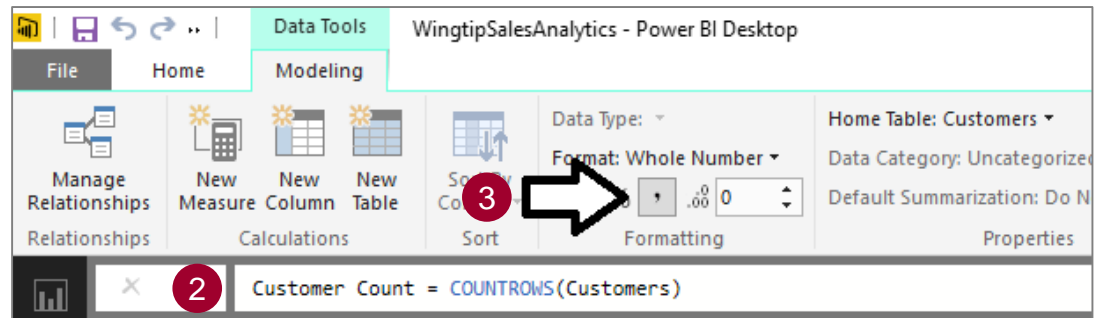 Data Tools
WingtipSalesAnalytics - Power BI Desktop
File
Home
Modeling
Manage
Relationships
New
Measure
New
Column
New
Table
Data Type:
Format: Whole Number
,
.00
0
Home Table: Customers
Data Category: Uncategorized
Default Summarization: Do N
3
Relationships
Calculations
Sort
Formatting
Properties
2
Customer Count = COUNTROWS(Customers)